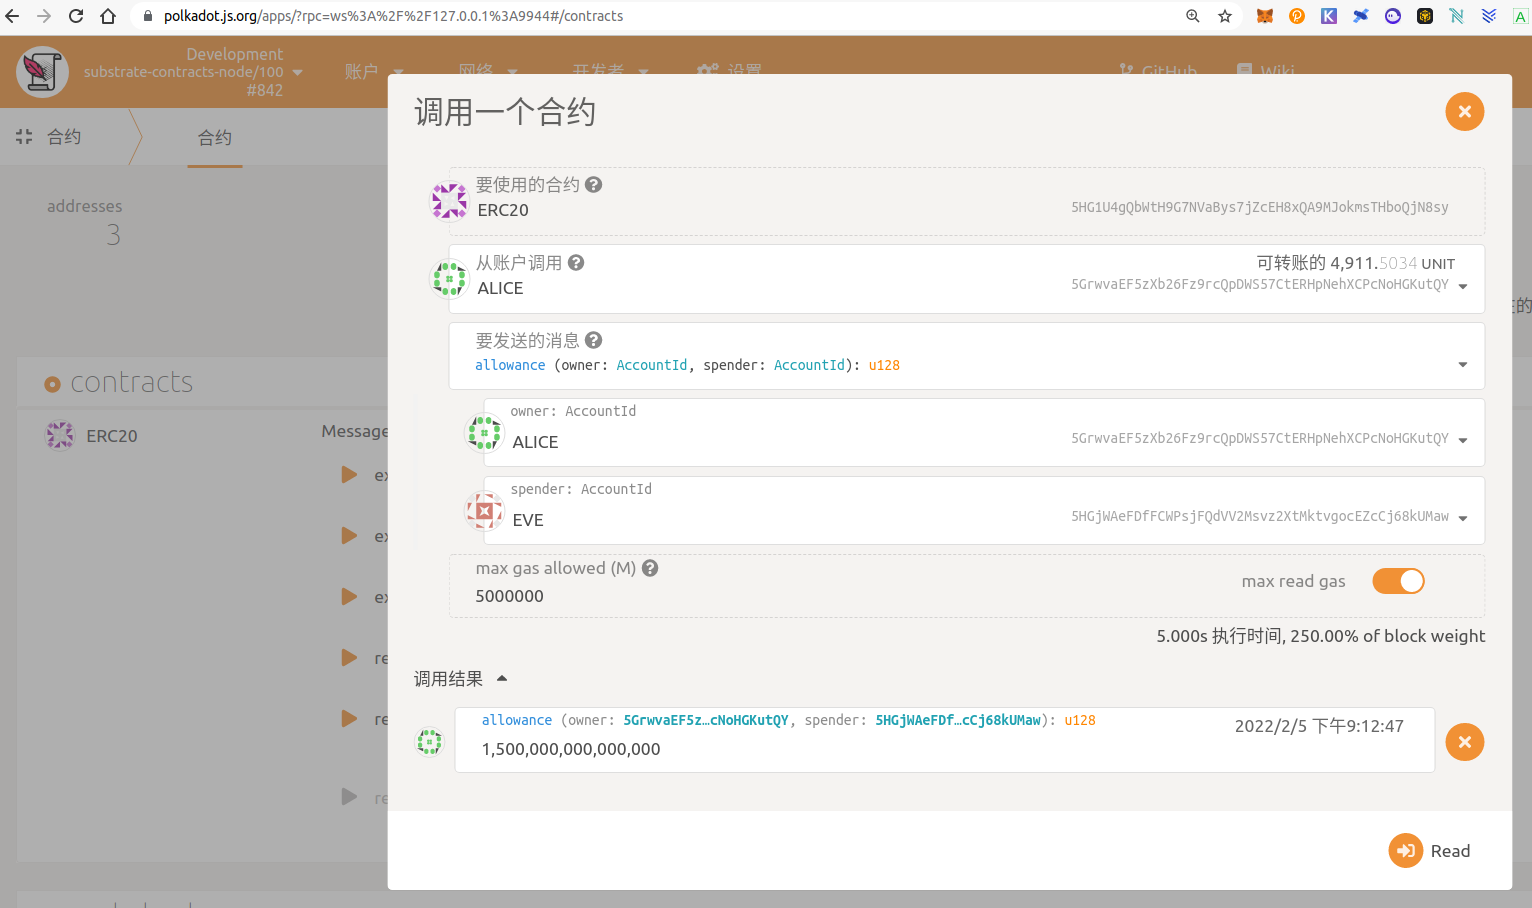 polkadot.js.org/apps/?rpc=ws%3A%2F%2F127.0.0.1%3A9944#/contracts
Development
substrate-contracts-node/100
#842
账户
网络
开发者
设置
GitHub
Wiki
合约
合约
addresses
3
contracts
ERC20
Message
ex
ex
ex
re
re
re
调用一个合约
要使用的合约
ERC20
5HG1U4gQbWtH9G7NVaBys7jZcEH8xQA9MJokmsTHboQjN8sy
从账户调用
可转账的 4,911.5034 UNIT
ALICE
5GrwvaEF5zXb26Fz9rcQpDWS57CtERHpNehXCPcNoHGKutQY
要发送的消息
allowance (owner: AccountId, spender: AccountId): u128
owner: AccountId
ALICE
5GrwvaEF5zXb26Fz9rcQpDWS57CtERHpNehXCPcNoHGKutQY
spender: AccountId
EVE
5HGjWAeFDfFCWPsjFQdVV2Msvz2XtMktvgocEZcCj68kUMaw
max gas allowed (M)
5000000
max read gas
5.000s 执行时间, 250.00% of block weight
调用结果
allowance (owner: 5GrwvaEF5z…cNoHGKutQY, spender: 5HGjWAeFDf…cCj68kUMaw): u128
2022/2/5 下午9:12:47
1,500,000,000,000,000
Read